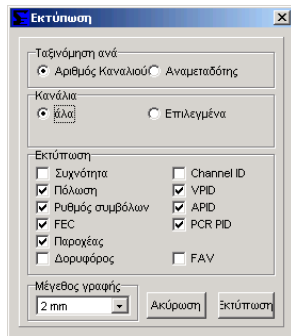 Εκτύπωση
Ταξινόμηση ανά
Αριθμός Καναλιού Αναμεταδότης
Κανάλια
άλα Επιλεγμένα
Εκτύπωση
Συχνότητα Channel ID
Πόλωση VPID
Ρυθμός συμβόλων APID
FEC PCR PID
Παροχέας
Δορυφόρος FAV
Μέγεθος γραφής
2 mm Ακύρωση Εκτύπωση